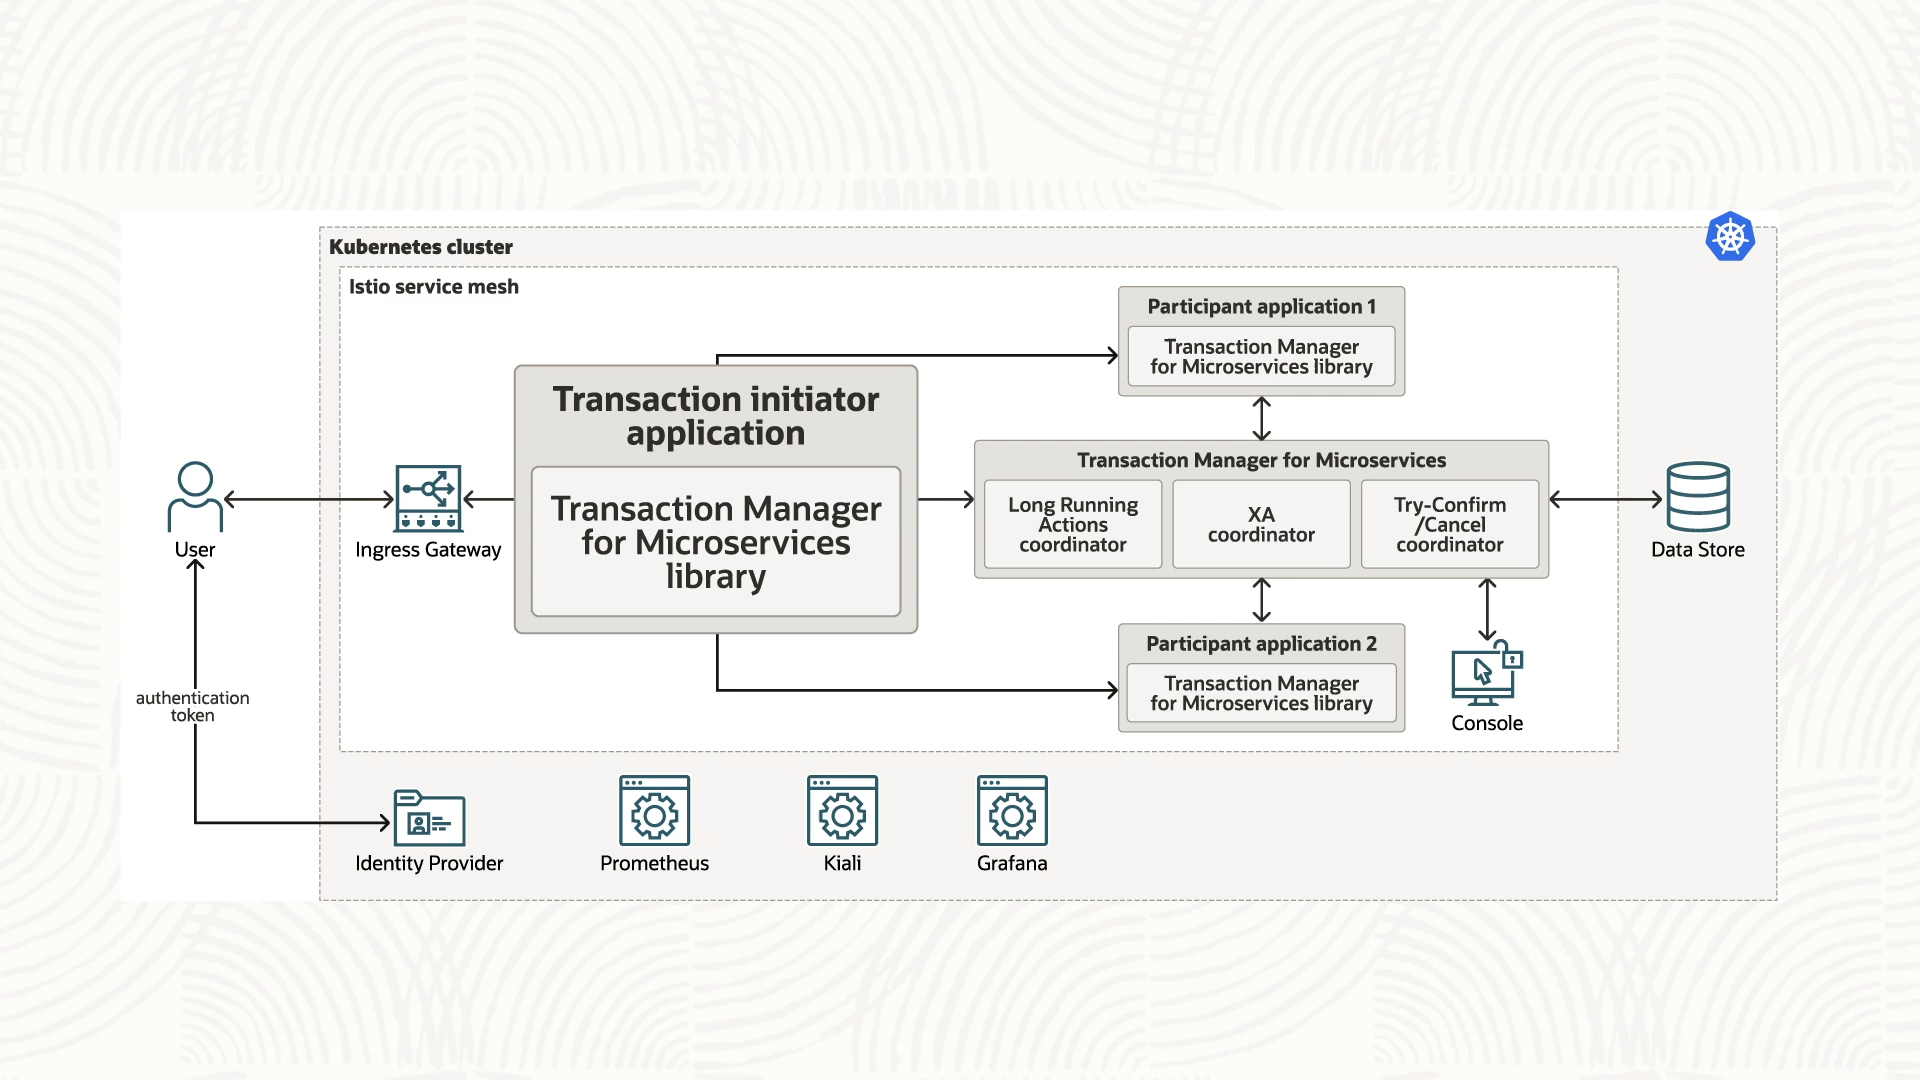 Kubernetes cluster
Istio service mesh
Participant application 1
Transaction Manager
for Microservices library
Transaction initiator
application
Transaction Manager
for Microservices
library
Transaction Manager for Microservices
Long Running
Actions
coordinator
XA
coordinator
Try-Confirm
/Cancel
coordinator
User
Ingress Gateway
Data Store
Participant application 2
Transaction Manager
for Microservices library
Console
authentication
token
Identity Provider
Prometheus
Kiali
Grafana